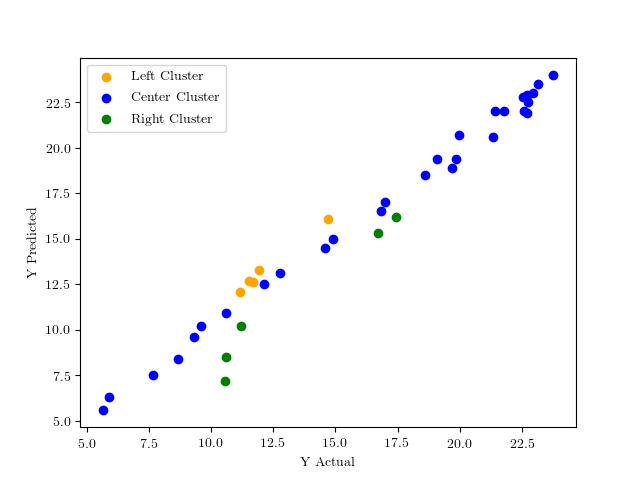 Left Cluster
Center Cluster
Right Cluster
22.5
20.0
17.5
15.0
12.5
10.0
7.5
5.0
Y Predicted
5.0 7.5 10.0 12.5 15.0 17.5 20.0 22.5
Y Actual